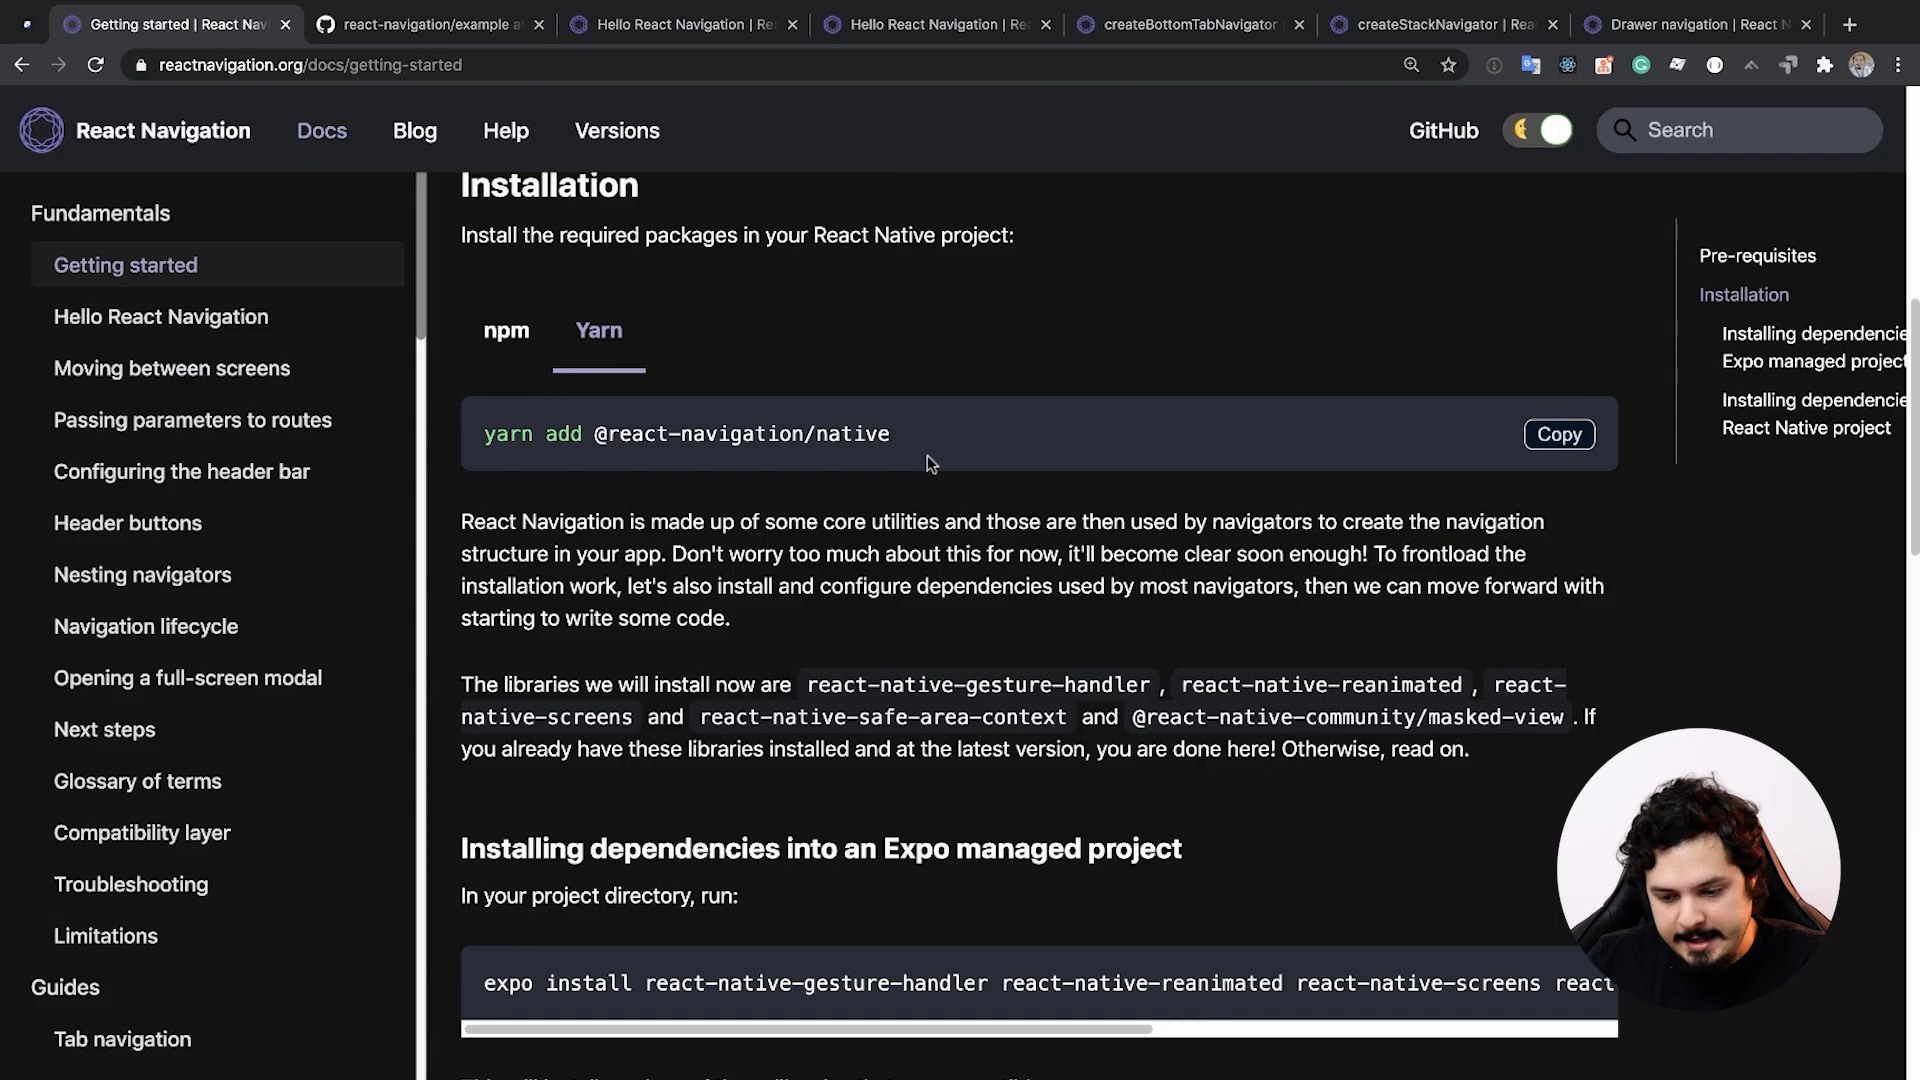 Getting started | React Nav
react-navigation/example a
Hello React Navigation | Re
Hello React Navigation | Re
createBottomTabNavigator
createStackNavigator | Rea
Drawer navigation | React N
reactnavigation.org/docs/getting-started
React Navigation
Docs
Blog
Help
Versions
GitHub
Search
Fundamentals
Getting started
Hello React Navigation
Moving between screens
Passing parameters to routes
Configuring the header bar
Header buttons
Nesting navigators
Navigation lifecycle
Opening a full-screen modal
Next steps
Glossary of terms
Compatibility layer
Troubleshooting
Limitations
Guides
Tab navigation
Installation
Install the required packages in your React Native project:
npm
Yarn
yarn add @react-navigation/native
Copy
React Navigation is made up of some core utilities and those are then used by navigators to create the navigation
structure in your app. Don't worry too much about this for now, it'll become clear soon enough! To frontload the
installation work, let's also install and configure dependencies used by most navigators, then we can move forward with
starting to write some code.
The libraries we will install now are react-native-gesture-handler , react-native-reanimated , react-
native-screens and react-native-safe-area-context and @react-native-community/masked-view . If
you already have these libraries installed and at the latest version, you are done here! Otherwise, read on.
Installing dependencies into an Expo managed project
In your project directory, run:
expo install react-native-gesture-handler react-native-reanimated react-native-screens react
Pre-requisites
Installation
Installing dependencie
Expo managed project
Installing dependencie
React Native project